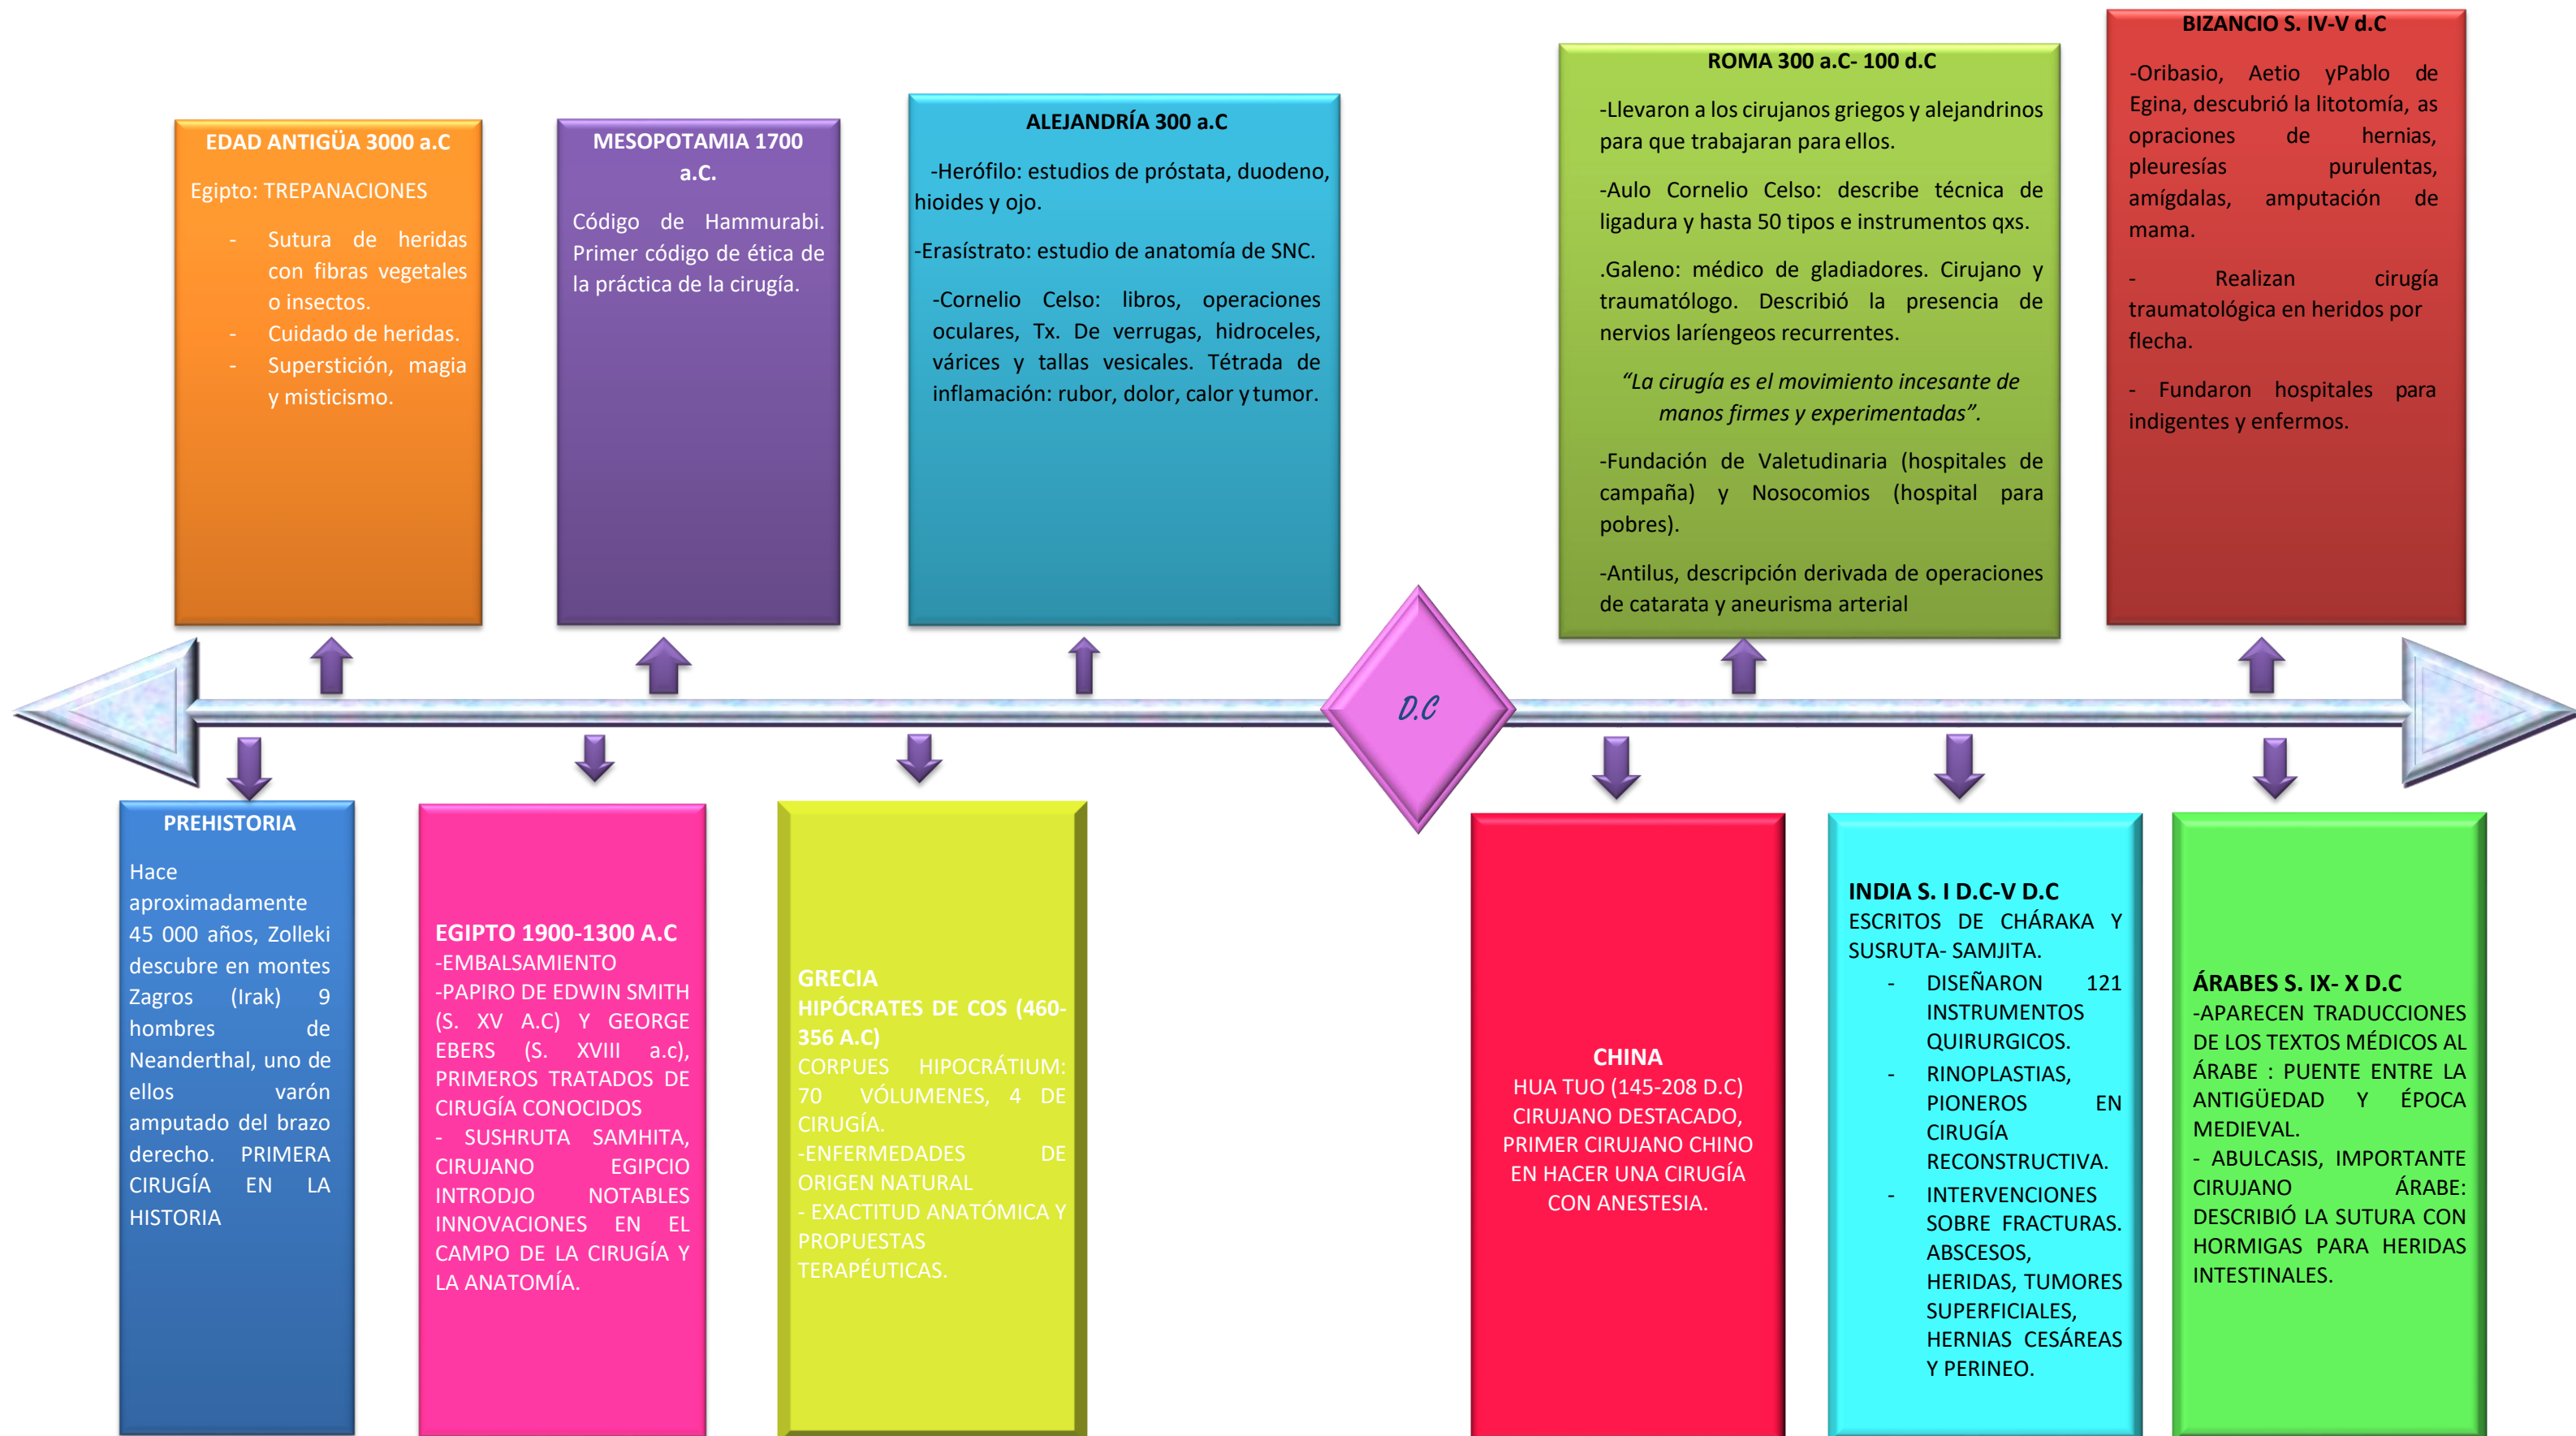 EDAD ANTIGÜA 3000 a.C
Egipto: TREPANACIONES
- Sutura de heridas
con fibras vegetales
o insectos.
- Cuidado de heridas.
- Superstición, magia
y misticismo.
MESOPOTAMIA 1700
a.C.
Código de Hammurabi.
Primer código de ética de
la práctica de la cirugía.
ALEJANDRÍA 300 a.C
-Herófilo: estudios de próstata, duodeno,
hioides y ojo.
-Erasístrato: estudio de anatomía de SNC.
-Cornelio Celso: libros, operaciones
oculares, Tx. De verrugas, hidroceles,
várices y tallas vesicales. Tétrada de
inflamación: rubor, dolor, calor y tumor.
ROMA 300 a.C- 100 d.C
-Llevaron a los cirujanos griegos y alejandrinos
para que trabajaran para ellos.
-Aulo Cornelio Celso: describe técnica de
ligadura y hasta 50 tipos e instrumentos qxs.
.Galeno: médico de gladiadores. Cirujano y
traumatólogo. Describió la presencia de
nervios laríengeos recurrentes.
“La cirugía es el movimiento incesante de
manos firmes y experimentadas”.
-Fundación de Valetudinaria (hospitales de
campaña) y Nosocomios (hospital para
pobres).
-Antilus, descripción derivada de operaciones
de catarata y aneurisma arterial
BIZANCIO S. IV-V d.C
-Oribasio, Aetio yPablo de
Egina, descubrió la litotomía, as
opraciones de hernias,
pleuresías purulentas,
amígdalas, amputación de
mama.
- Realizan cirugía
traumatológica en heridos por
flecha.
- Fundaron hospitales para
indigentes y enfermos.
D.C
PREHISTORIA
Hace
aproximadamente
45 000 años, Zolleki
descubre en montes
Zagros (Irak) 9
hombres de
Neanderthal, uno de
ellos varón
amputado del brazo
derecho. PRIMERA
CIRUGÍA EN LA
HISTORIA
EGIPTO 1900-1300 A.C
-EMBALSAMIENTO
-PAPIRO DE EDWIN SMITH
(S. XV A.C) Y GEORGE
EBERS (S. XVIII a.c),
PRIMEROS TRATADOS DE
CIRUGÍA CONOCIDOS
- SUSHRUTA SAMHITA,
CIRUJANO EGIPCIO
INTRODJO NOTABLES
INNOVACIONES EN EL
CAMPO DE LA CIRUGÍA Y
LA ANATOMÍA.
GRECIA
HIPÓCRATES DE COS (460-
356 A.C)
CORPUES HIPOCRÁTIUM:
70 VÓLUMENES, 4 DE
CIRUGÍA.
-ENFERMEDADES DE
ORIGEN NATURAL
- EXACTITUD ANATÓMICA Y
PROPUESTAS
TERAPÉUTICAS.
CHINA
HUA TUO (145-208 D.C)
CIRUJANO DESTACADO,
PRIMER CIRUJANO CHINO
EN HACER UNA CIRUGÍA
CON ANESTESIA.
INDIA S. I D.C-V D.C
ESCRITOS DE CHÁRAKA Y
SUSRUTA- SAMJITA.
- DISEÑARON 121
INSTRUMENTOS
QUIRURGICOS.
- RINOPLASTIAS,
PIONEROS EN
CIRUGÍA
RECONSTRUCTIVA.
- INTERVENCIONES
SOBRE FRACTURAS.
ABSCESOS,
HERIDAS, TUMORES
SUPERFICIALES,
HERNIAS CESÁREAS
Y PERINEO.
ÁRABES S. IX- X D.C
-APARECEN TRADUCCIONES
DE LOS TEXTOS MÉDICOS AL
ÁRABE : PUENTE ENTRE LA
ANTIGÜEDAD Y ÉPOCA
MEDIEVAL.
- ABULCASIS, IMPORTANTE
CIRUJANO ÁRABE:
DESCRIBIÓ LA SUTURA CON
HORMIGAS PARA HERIDAS
INTESTINALES.